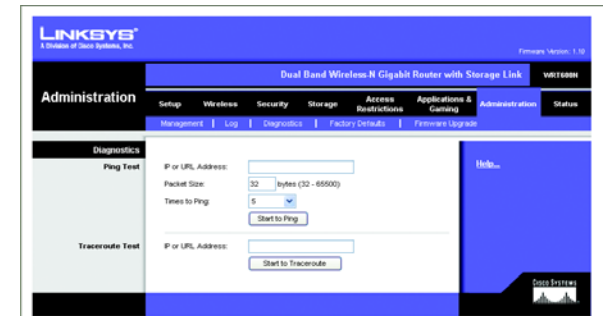 LINKSYS®
A Division of Cisco Systems, Inc.
Firmware Version: 1.10
Dual Band Wireless-N Gigabit Router with Storage Link WRT600N
Administration
Setup Wireless Security Storage Access Restrictions Applications & Gaming Administration Status
Management | Log | Diagnostics | Factory Defaults | Firmware Upgrade
Diagnostics
Ping Test IP or URL Address: Help...
Packet Size: 32 bytes (32 - 65500)
Times to Ping: 5
Start to Ping
Traceroute Test IP or URL Address:
Start to Traceroute
CISCO SYSTEMS